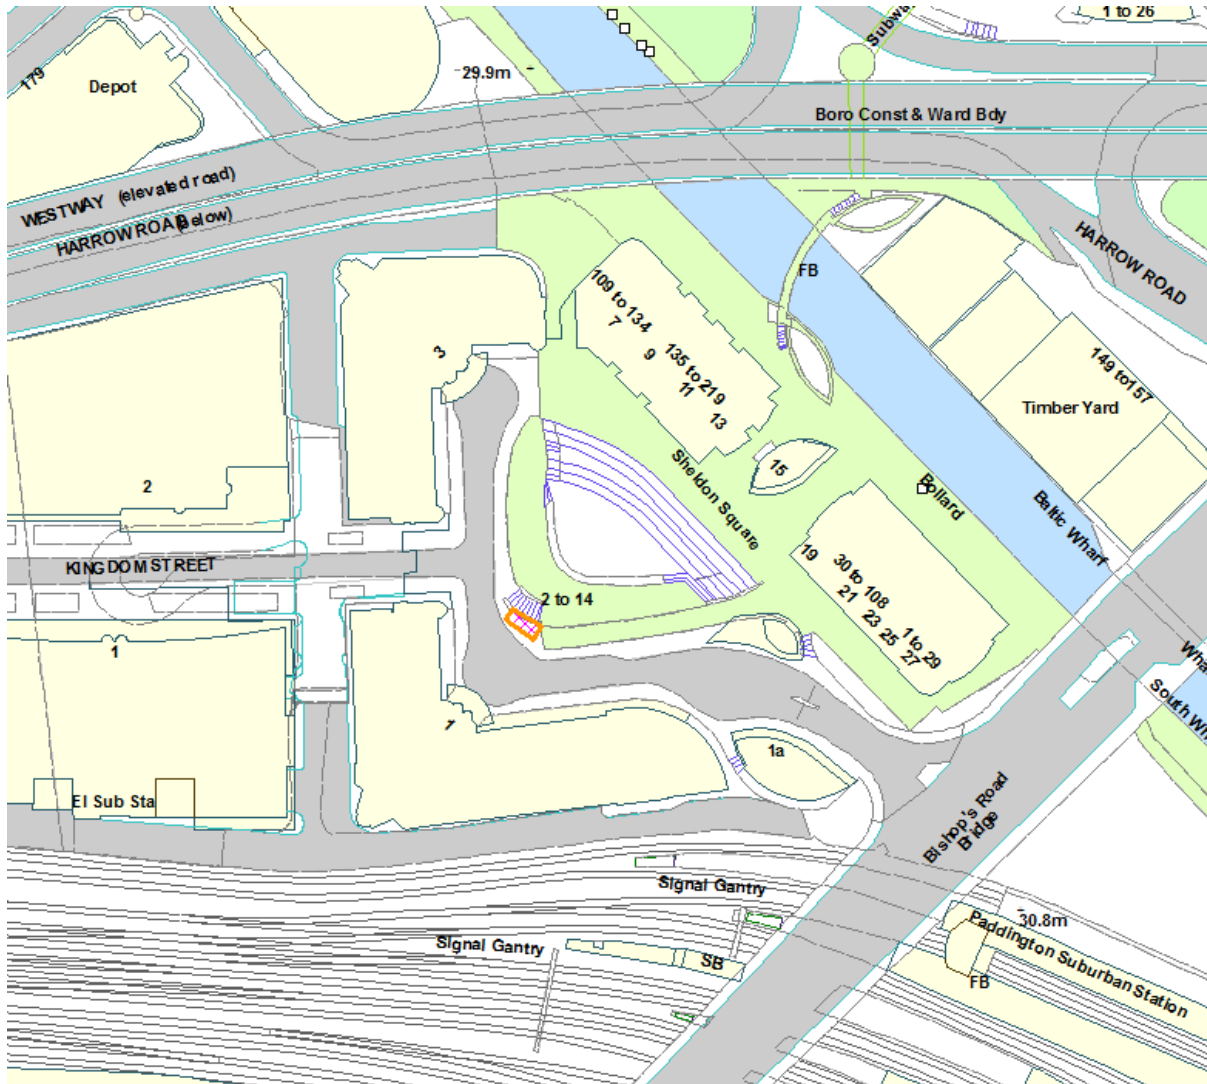 1 to 26
Subwa
179
Depot
29.9m
Boro Const & Ward Bdy
WESTWAY (elevated road)
HARROW ROAD (below)
HARROW ROAD
FB
109 to 134
7
9
135 to 219
11
13
3
149 to 157
Timber Yard
15
Sheldon Square
Bollard
Baltic Wharf
2
KINGDOM STREET
19
30 to 108
21
23
25
1 to 29
27
2 to 14
1
1
1a
Wha
South Wh
El Sub Sta
Bishop's Road
Bridge
Signal Gantry
Signal Gantry
SB
30.8m
Paddington Suburban Station
FB